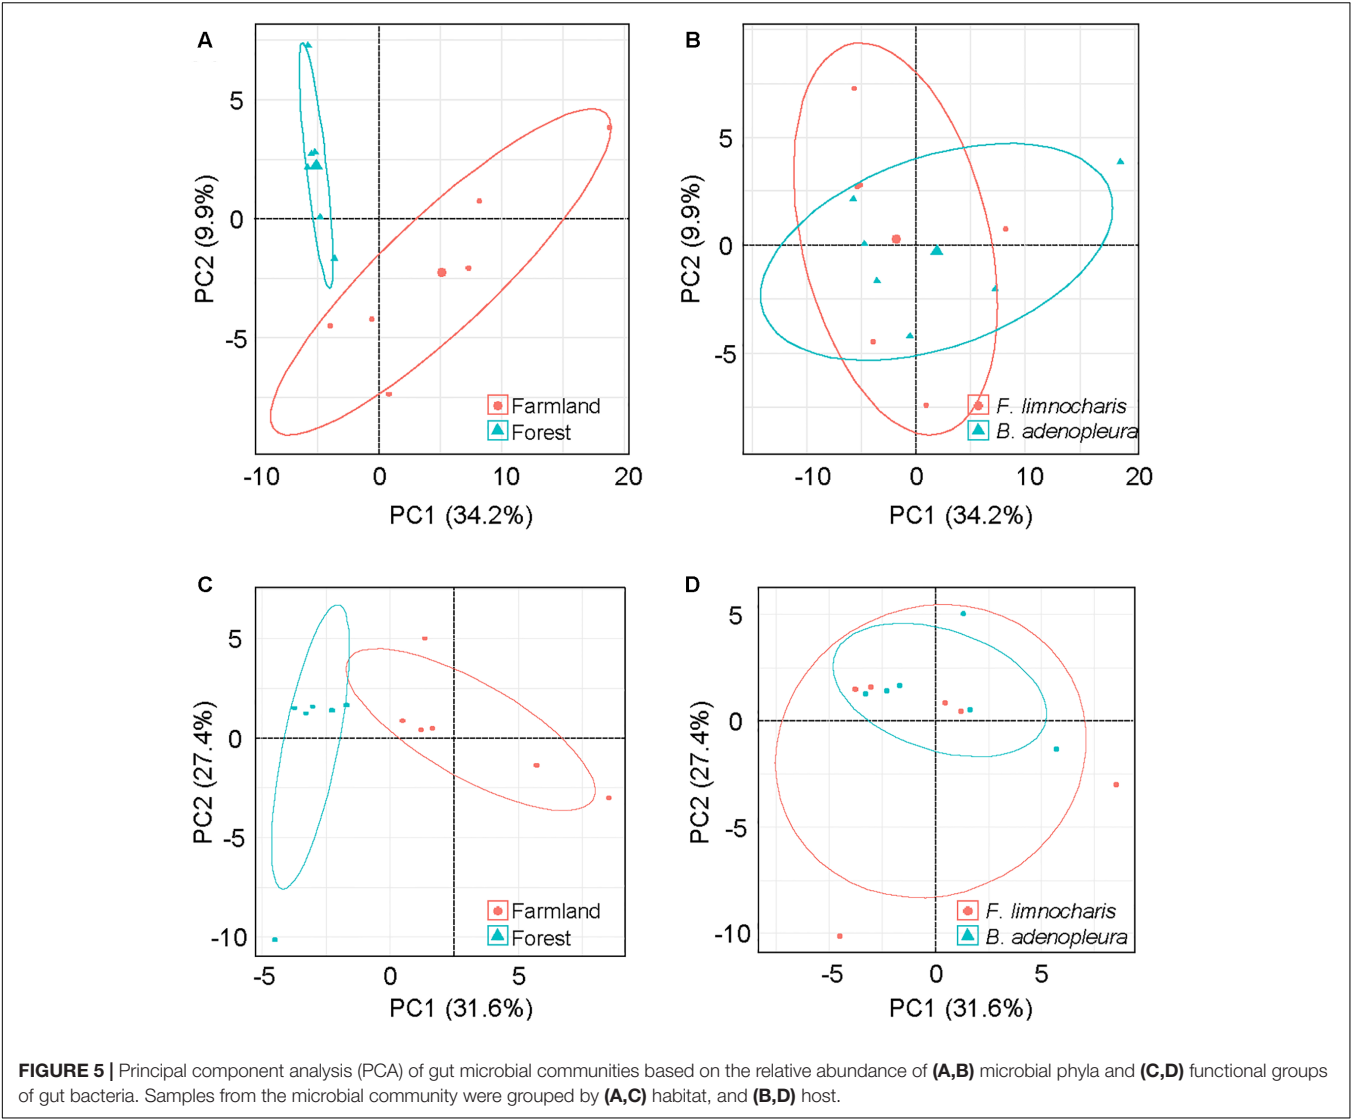 A
5
0
-5
-10
0
10
20
PC2 (9.9%)
PC1 (34.2%)
Farmland
Forest
B
5
0
-5
-10
0
10
20
PC2 (9.9%)
PC1 (34.2%)
F. limnocharis
B. adenopleura
C
5
0
-5
-10
-5
0
5
PC2 (27.4%)
PC1 (31.6%)
Farmland
Forest
D
5
0
-5
-10
-5
0
5
PC2 (27.4%)
PC1 (31.6%)
F. limnocharis
B. adenopleura
FIGURE 5 | Principal component analysis (PCA) of gut microbial communities based on the relative abundance of (A,B) microbial phyla and (C,D) functional groups
of gut bacteria. Samples from the microbial community were grouped by (A,C) habitat, and (B,D) host.